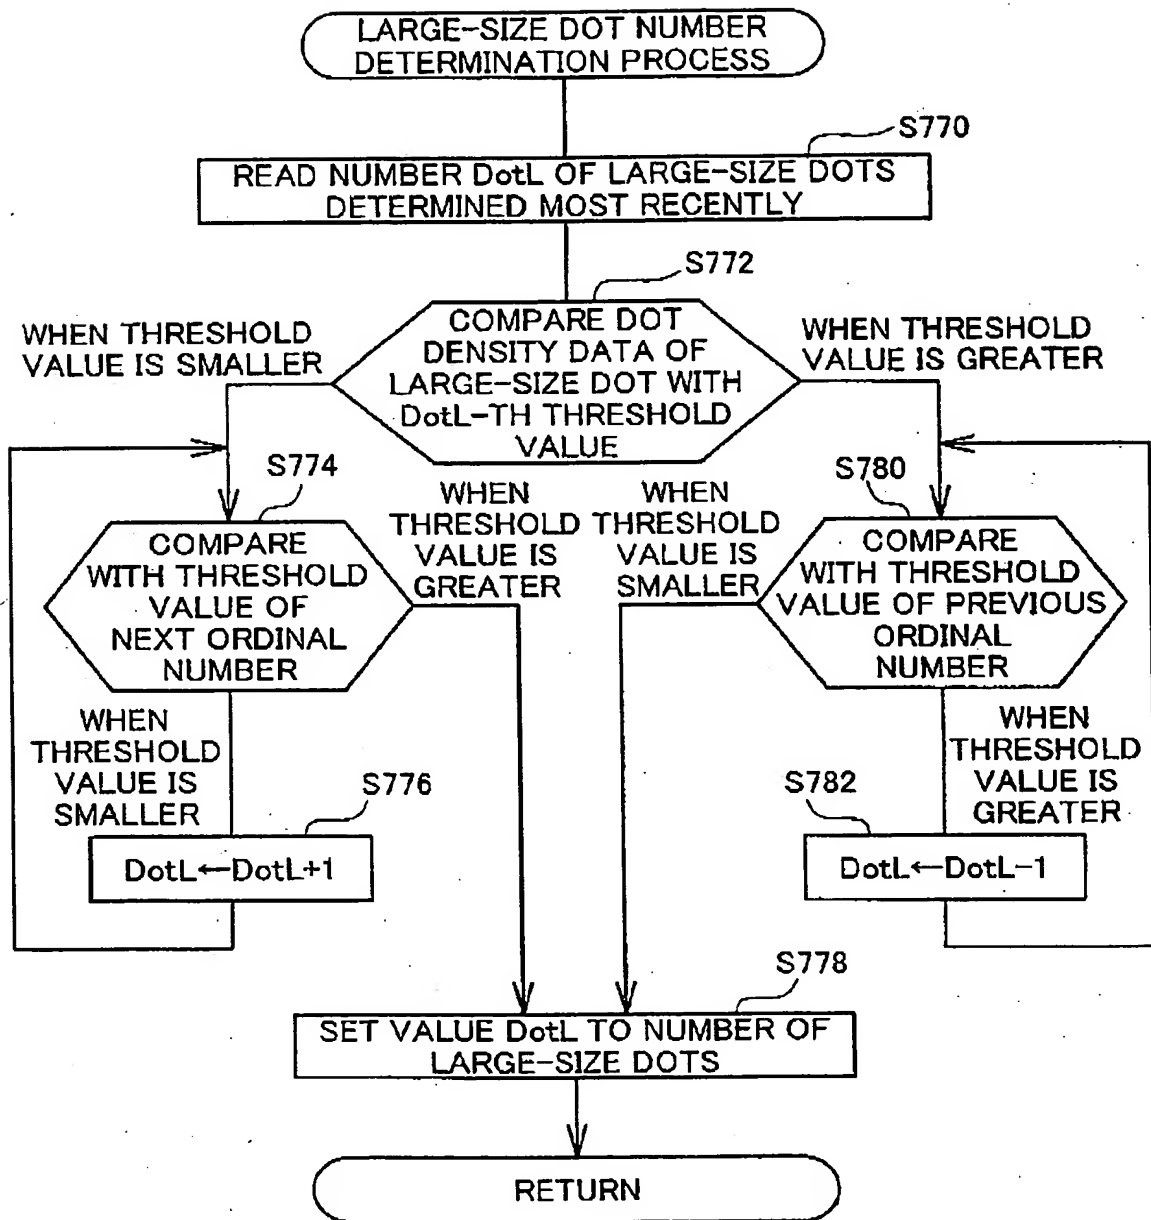 LARGE-SIZE DOT NUMBER
DETERMINATION PROCESS
S770
READ NUMBER DotL OF LARGE-SIZE DOTS
DETERMINED MOST RECENTLY
S772
COMPARE DOT
DENSITY DATA OF
LARGE-SIZE DOT WITH
DotL-TH THRESHOLD
VALUE
WHEN THRESHOLD
VALUE IS SMALLER
WHEN THRESHOLD
VALUE IS GREATER
S774
COMPARE
WITH THRESHOLD
VALUE OF
NEXT ORDINAL
NUMBER
WHEN
THRESHOLD
VALUE IS
GREATER
WHEN
THRESHOLD
VALUE IS
SMALLER
S780
COMPARE
WITH THRESHOLD
VALUE OF PREVIOUS
ORDINAL
NUMBER
WHEN
THRESHOLD
VALUE IS
SMALLER
S776
DotL←DotL+1
WHEN
THRESHOLD
VALUE IS
GREATER
S782
DotL←DotL-1
S778
SET VALUE DotL TO NUMBER OF
LARGE-SIZE DOTS
RETURN